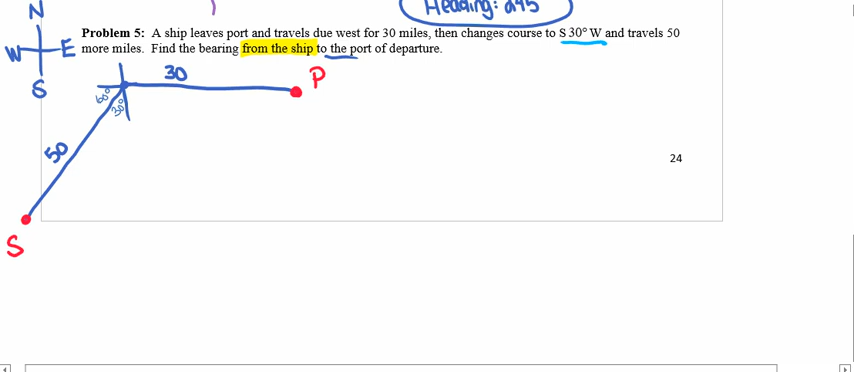 N
Heading: 245
Problem 5: A ship leaves port and travels due west for 30 miles, then changes course to S 30° W and travels 50
W E more miles. Find the bearing from the ship to the port of departure.
S
30
P
60°
30°
50
24
S